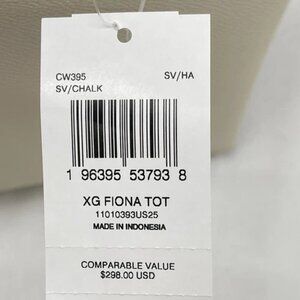 CW395 SV/HA
SV/CHALK
1 96395 53793 8
XG FIONA TOT
11010393US25
MADE IN INDONESIA
COMPARABLE VALUE
$298.00 USD